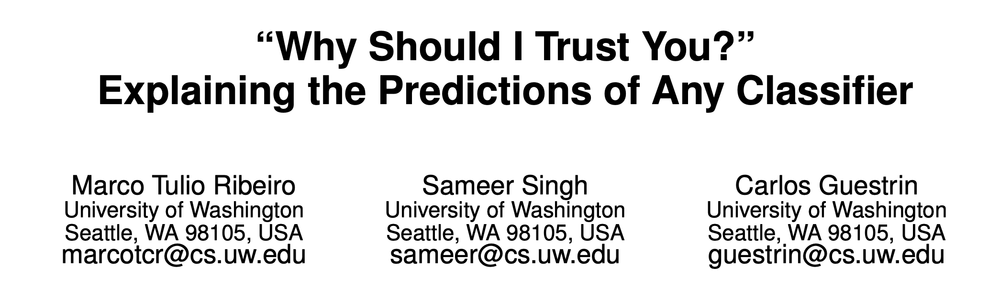 “Why Should I Trust You?”
Explaining the Predictions of Any Classifier
Marco Tulio Ribeiro
University of Washington
Seattle, WA 98105, USA
marcotcr@cs.uw.edu
Sameer Singh
University of Washington
Seattle, WA 98105, USA
sameer@cs.uw.edu
Carlos Guestrin
University of Washington
Seattle, WA 98105, USA
guestrin@cs.uw.edu